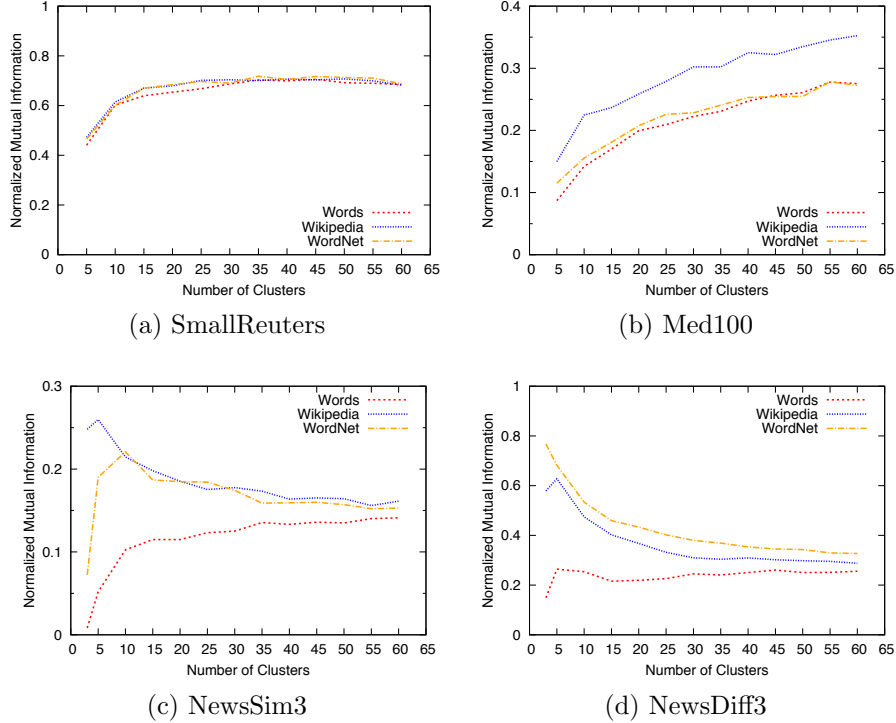 Normalized Mutual Information
1
0.8
0.6
0.4
0.2
0
Words
Wikipedia
WordNet
0 5 10 15 20 25 30 35 40 45 50 55 60 65
Number of Clusters
(a) SmallReuters
Normalized Mutual Information
0.4
0.3
0.2
0.1
0
Words
Wikipedia
WordNet
0 5 10 15 20 25 30 35 40 45 50 55 60 65
Number of Clusters
(b) Med100
Normalized Mutual Information
0.3
0.2
0.1
0
Words
Wikipedia
WordNet
0 5 10 15 20 25 30 35 40 45 50 55 60 65
Number of Clusters
(c) NewsSim3
Normalized Mutual Information
1
0.8
0.6
0.4
0.2
0
Words
Wikipedia
WordNet
0 5 10 15 20 25 30 35 40 45 50 55 60 65
Number of Clusters
(d) NewsDiff3